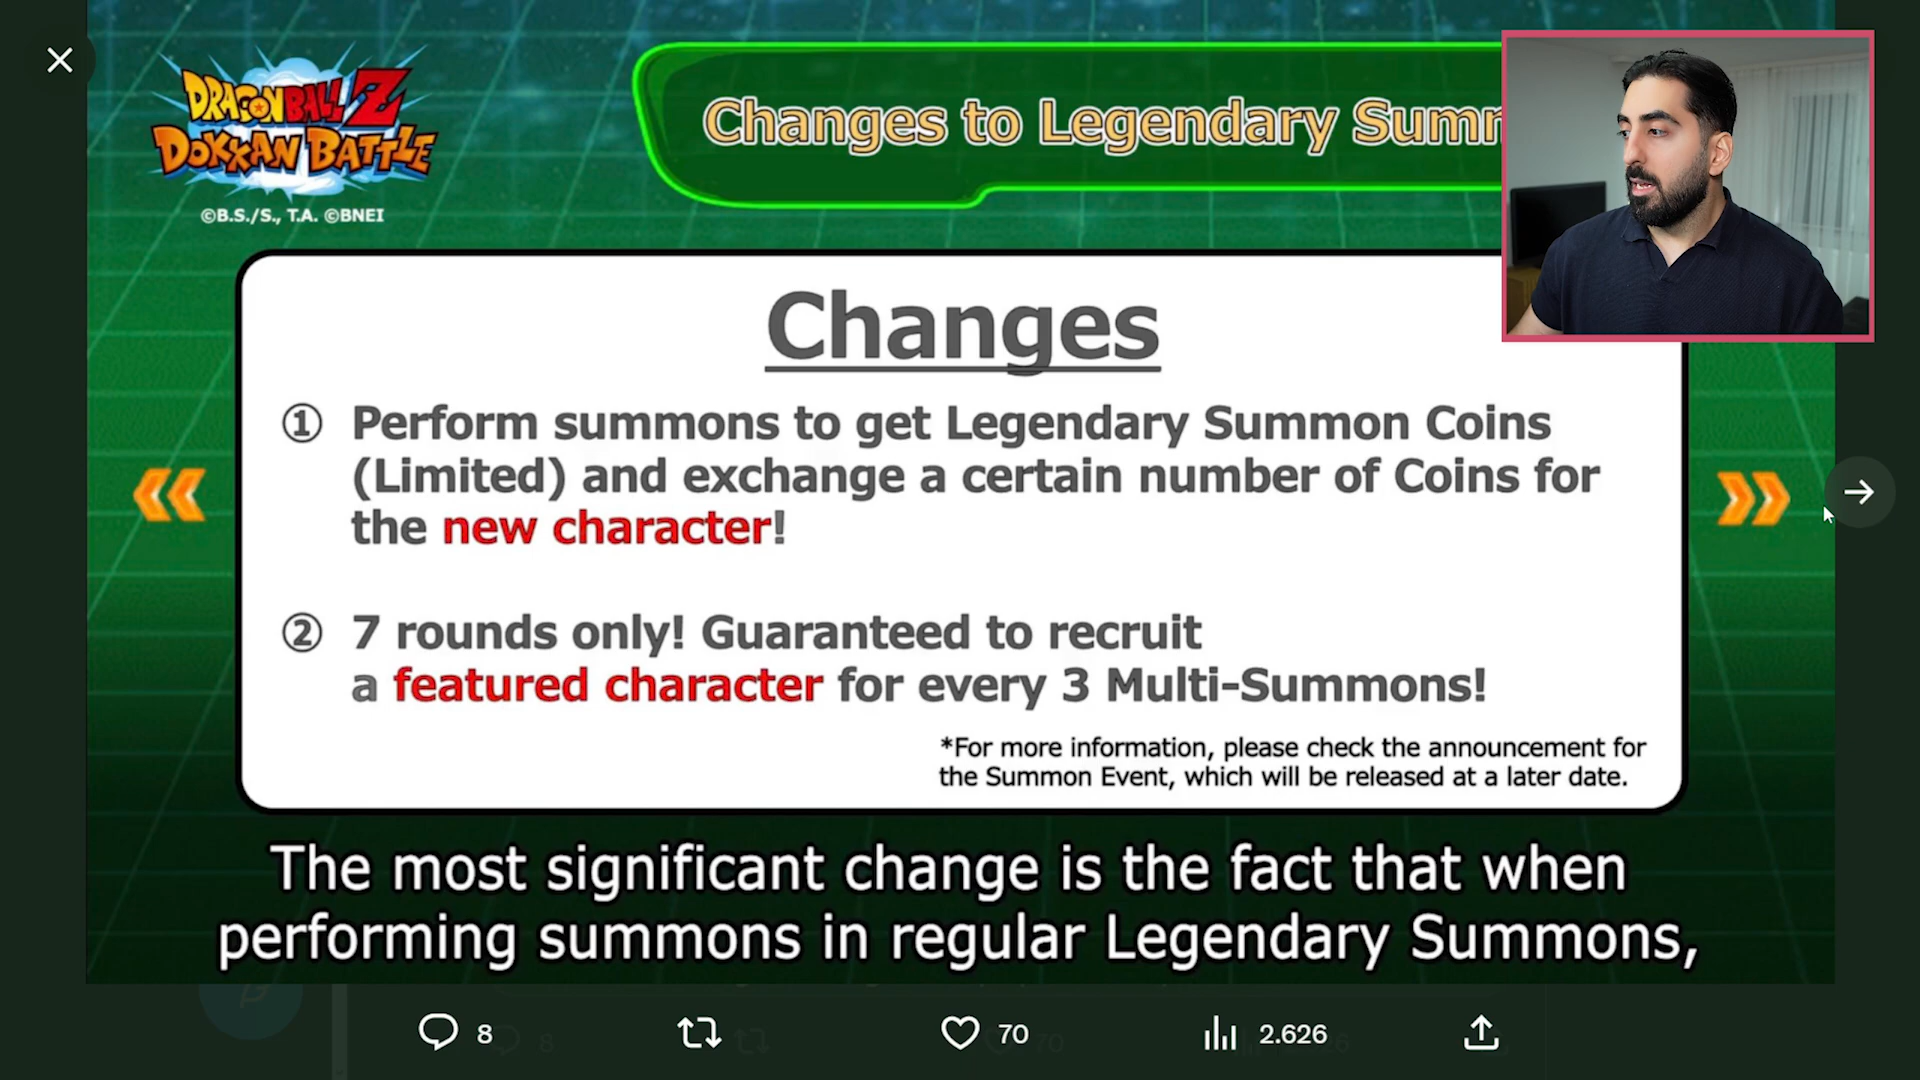 DRAGON BALL Z
DOKKAN BATTLE
©B.S./S., T.A. ©BNEI
Changes to Legendary Summ
Changes
① Perform summons to get Legendary Summon Coins
(Limited) and exchange a certain number of Coins for
the new character!
② 7 rounds only! Guaranteed to recruit
a featured character for every 3 Multi-Summons!
*For more information, please check the announcement for
the Summon Event, which will be released at a later date.
The most significant change is the fact that when
performing summons in regular Legendary Summons,
8 70 2.626